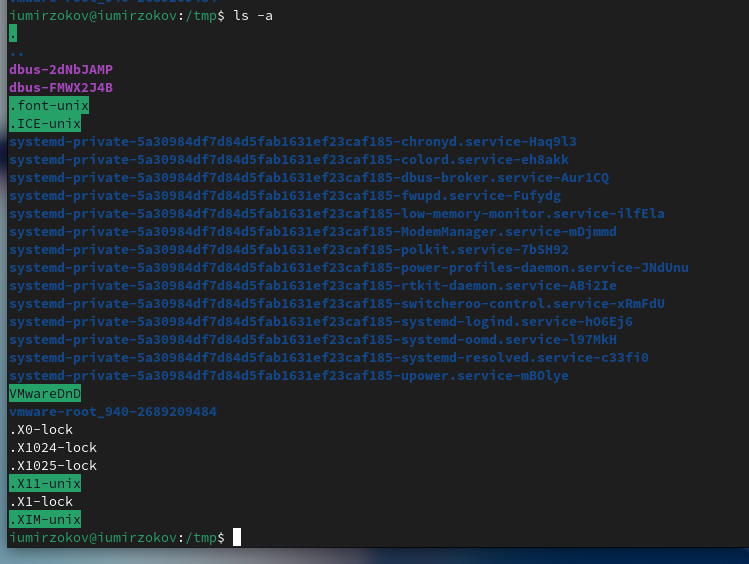 iumirzokov@iumirzokov:/tmp$ ls -a
.
..
dbus-2dNbJAMP
dbus-FMWX2J4B
.font-unix
.ICE-unix
systemd-private-5a30984df7d84d5fab1631ef23caf185-chronyd.service-Haq9l3
systemd-private-5a30984df7d84d5fab1631ef23caf185-colord.service-eh8akk
systemd-private-5a30984df7d84d5fab1631ef23caf185-dbus-broker.service-Aur1CQ
systemd-private-5a30984df7d84d5fab1631ef23caf185-fwupd.service-Fufydg
systemd-private-5a30984df7d84d5fab1631ef23caf185-low-memory-monitor.service-ilfEla
systemd-private-5a30984df7d84d5fab1631ef23caf185-ModemManager.service-mDjmmd
systemd-private-5a30984df7d84d5fab1631ef23caf185-polkit.service-7bSH92
systemd-private-5a30984df7d84d5fab1631ef23caf185-power-profiles-daemon.service-JNdUnu
systemd-private-5a30984df7d84d5fab1631ef23caf185-rtkit-daemon.service-ABi2Ie
systemd-private-5a30984df7d84d5fab1631ef23caf185-switcheroo-control.service-xRmFdU
systemd-private-5a30984df7d84d5fab1631ef23caf185-systemd-logind.service-hO6Ej6
systemd-private-5a30984df7d84d5fab1631ef23caf185-systemd-oomd.service-l97MkH
systemd-private-5a30984df7d84d5fab1631ef23caf185-systemd-resolved.service-c33fi0
systemd-private-5a30984df7d84d5fab1631ef23caf185-upower.service-mBOlye
VMwareDnD
vmware-root_940-2689209484
.X0-lock
.X1024-lock
.X1025-lock
.X11-unix
.X1-lock
.XIM-unix
iumirzokov@iumirzokov:/tmp$